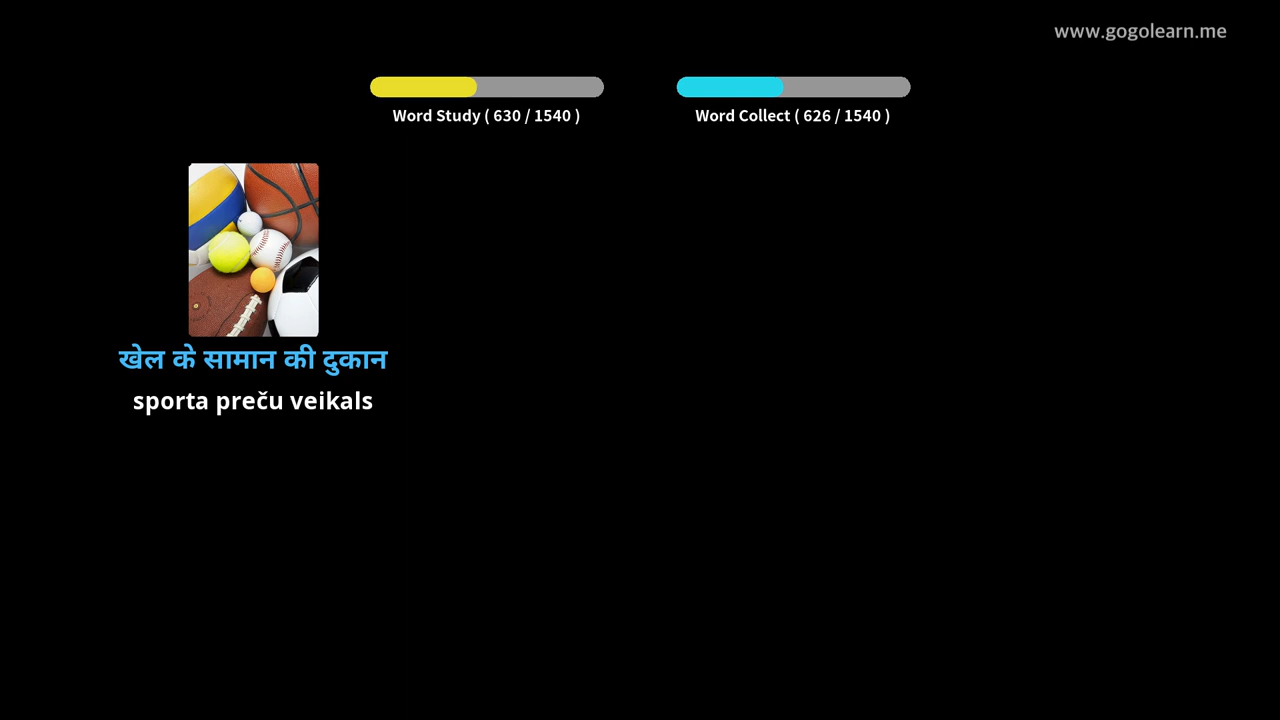 www.gogolearn.me
Word Study ( 630 / 1540 )
Word Collect ( 626 / 1540 )
खेल के सामान की दुकान
sporta preču veikals